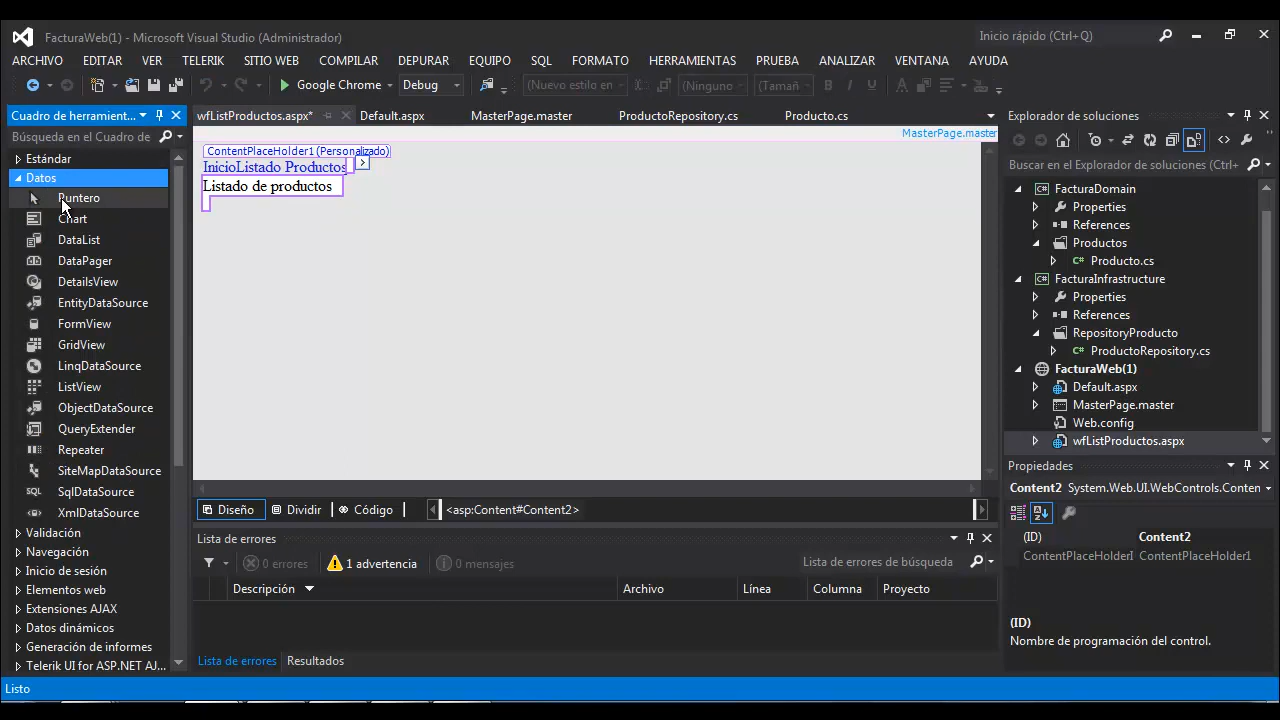 FacturaWeb(1) - Microsoft Visual Studio (Administrador)
Inicio rápido (Ctrl+Q)
ARCHIVO EDITAR VER TELERIK SITIO WEB COMPILAR DEPURAR EQUIPO SQL FORMATO HERRAMIENTAS PRUEBA ANALIZAR VENTANA AYUDA
Google Chrome Debug (Nuevo estilo en (Ninguno (Tamañ B I U A
Cuadro de herramient...
Búsqueda en el Cuadro de
Estándar
Datos
Puntero
Chart
DataList
DataPager
DetailsView
EntityDataSource
FormView
GridView
LinqDataSource
ListView
ObjectDataSource
QueryExtender
Repeater
SiteMapDataSource
SQL SqlDataSource
XmlDataSource
Validación
Navegación
Inicio de sesión
Elementos web
Extensiones AJAX
Datos dinámicos
Generación de informes
Telerik UI for ASP.NET AJ...
wfListProductos.aspx* Default.aspx MasterPage.master ProductoRepository.cs Producto.cs
MasterPage.master
ContentPlaceHolder1 (Personalizado)
InicioListado Productos
Listado de productos
Diseño Dividir Código <asp:Content#Content2>
Lista de errores
0 errores 1 advertencia 0 mensajes Lista de errores de búsqueda
Descripción Archivo Línea Columna Proyecto
Lista de errores Resultados
Explorador de soluciones
Buscar en el Explorador de soluciones (Ctrl+
C# FacturaDomain
Properties
References
Productos
C# Producto.cs
C# FacturaInfrastructure
Properties
References
RepositoryProducto
C# ProductoRepository.cs
FacturaWeb(1)
Default.aspx
MasterPage.master
Web.config
wfListProductos.aspx
Propiedades
Content2 System.Web.UI.WebControls.Conten
(ID) Content2
ContentPlaceHolderI ContentPlaceHolder1
(ID)
Nombre de programación del control.
Listo